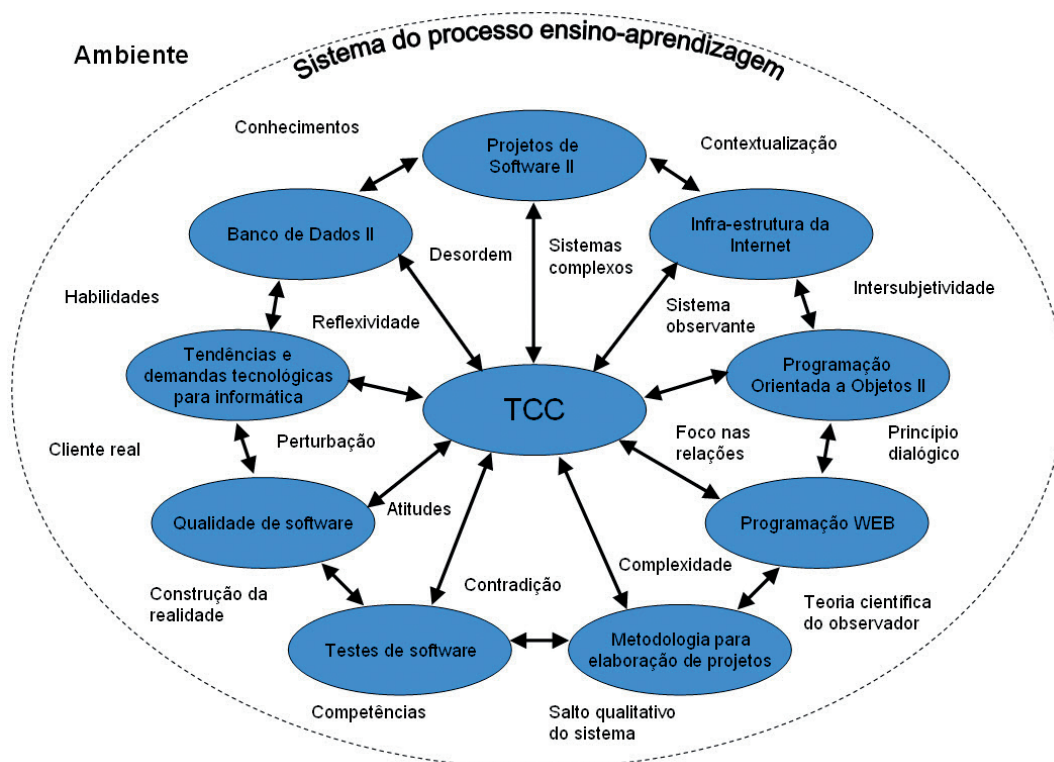 Ambiente
Sistema do processo ensino-aprendizagem
Conhecimentos
Projetos de
Software II
Contextualização
Banco de Dados II
Desordem
Sistemas
complexos
Infra-estrutura da
Internet
Habilidades
Reflexividade
Sistema
observante
Intersubjetividade
Tendências e
demandas tecnológicas
para informática
TCC
Programação
Orientada a Objetos II
Cliente real
Perturbação
Foco nas
relações
Princípio
dialógico
Qualidade de software
Atitudes
Programação WEB
Construção da
realidade
Contradição
Complexidade
Teoria científica
do observador
Testes de software
Metodologia para
elaboração de projetos
Competências
Salto qualitativo
do sistema